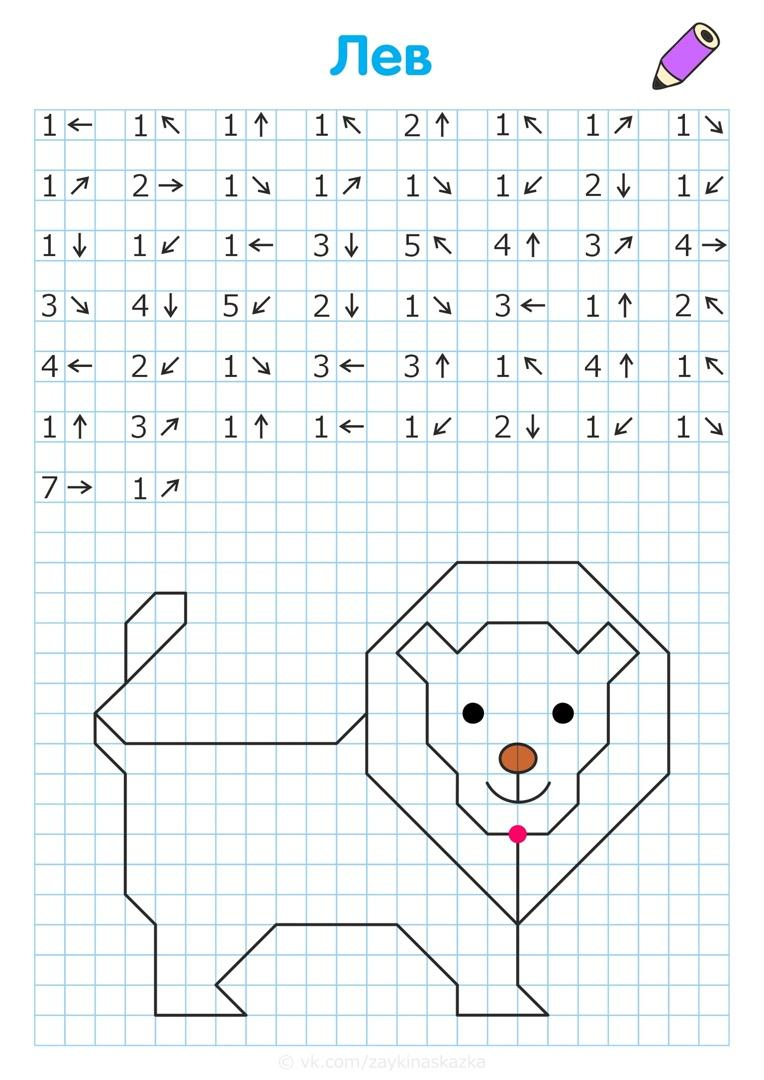 Лев
1 ← 1 ↖ 1 ↑ 1 ↖ 2 ↑ 1 ↖ 1 ↗ 1 ↘
1 ↗ 2 → 1 ↘ 1 ↗ 1 ↘ 1 ↙ 2 ↓ 1 ↙
1 ↓ 1 ↙ 1 ← 3 ↓ 5 ↖ 4 ↑ 3 ↗ 4 →
3 ↘ 4 ↓ 5 ↙ 2 ↓ 1 ↘ 3 ← 1 ↑ 2 ↖
4 ← 2 ↙ 1 ↘ 3 ← 3 ↑ 1 ↖ 4 ↑ 1 ↖
1 ↑ 3 ↗ 1 ↑ 1 ← 1 ↙ 2 ↓ 1 ↙ 1 ↘
7 → 1 ↗
© vk.com/zaykinaskazka